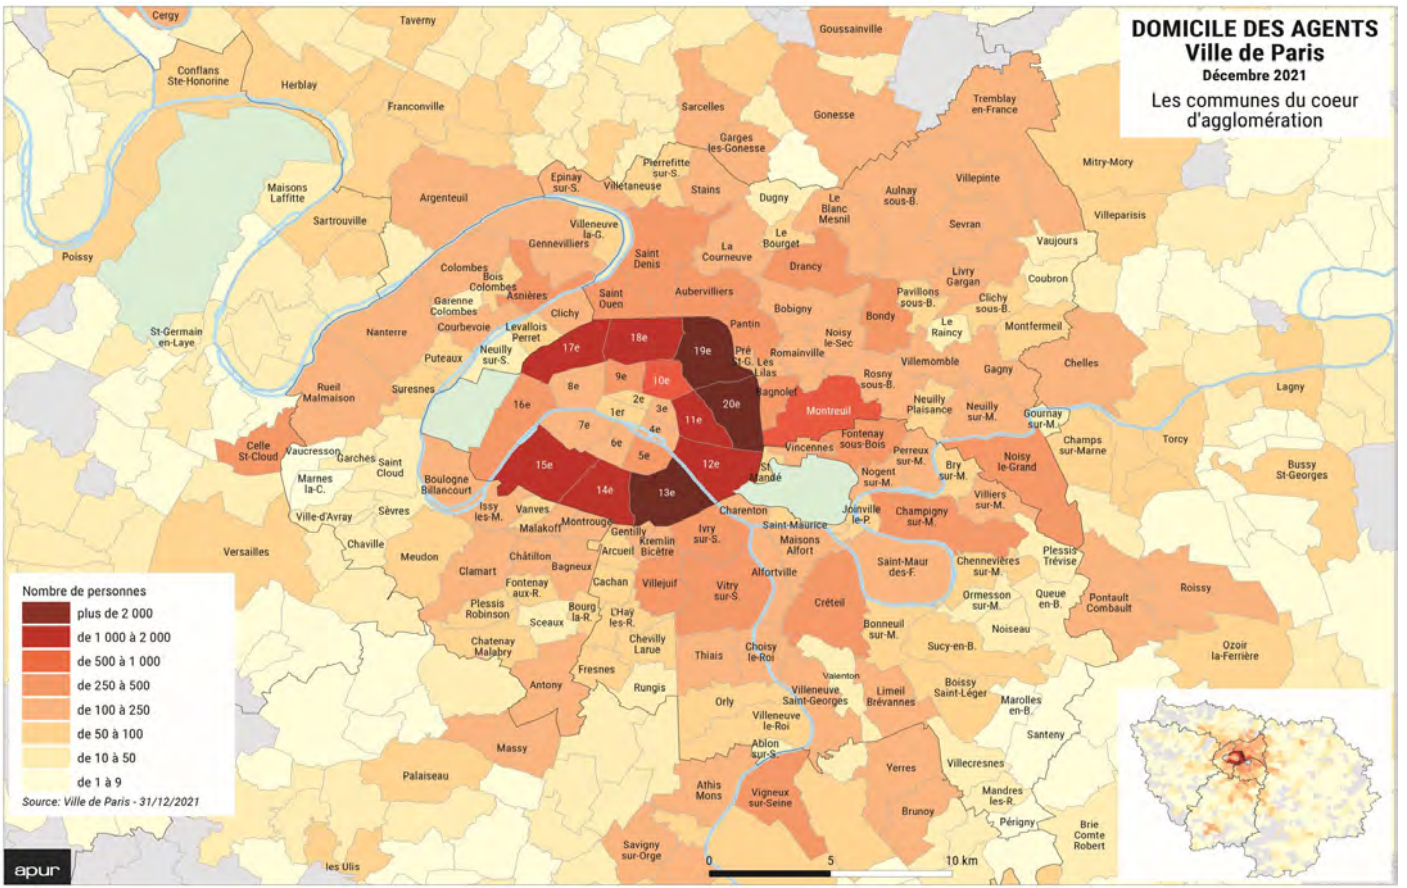 DOMICILE DES AGENTS
Ville de Paris
Décembre 2021
Les communes du coeur
d'agglomération
Cergy
Taverny
Goussainville
Conflans
Ste-Honorine
Herblay
Franconville
Sarcelles
Gonesse
Tremblay
en-France
Garges
les-Gonesse
Mitry-Mory
Pierrefitte
sur-S.
Epinay
sur-S.
Villetaneuse
Stains
Dugny
Villepinte
Maisons
Laffitte
Argenteuil
Aulnay
sous-B.
Le
Blanc
Mesnil
Sartrouville
Villeneuve
la-G.
Gennevilliers
Sevran
Villeparisis
Le
Bourget
Vaujours
Poissy
Saint
Denis
La
Courneuve
Drancy
Colombes
Bois
Colombes
Livry
Gargan
Coubron
Asnières
Saint
Ouen
Aubervilliers
Pavillons
sous-B.
Clichy
sous-B.
Garenne
Colombes
Clichy
Bobigny
Bondy
St-Germain
en-Laye
Nanterre
Courbevoie
Levallois
Perret
Pantin
Le
Raincy
Montfermeil
Noisy
le-Sec
Puteaux
Neuilly
sur-S.
17e
18e
19e
Pré
St-G.
Les
Lilas
Romainville
Villemomble
Gagny
Chelles
Rueil
Malmaison
Suresnes
8e
9e
10e
Rosny
sous-B.
Lagny
16e
2e
3e
1er
20e
Bagnolet
Montreuil
Neuilly
Plaisance
Neuilly
sur-M.
Gournay
sur-M.
7e
4e
11e
6e
5e
Celle
St-Cloud
Vaucresson
Garches
Saint
Cloud
Vincennes
Fontenay
sous-Bois
Perreux
sur-M.
Noisy
le-Grand
Champs
sur-Marne
Torcy
Bussy
St-Georges
Marnes
la-C.
Boulogne
Billancourt
15e
14e
13e
12e
St
Mandé
Nogent
sur-M.
Bry
sur-M.
Ville-d'Avray
Sèvres
Issy
les-M.
Vanves
Malakoff
Montrouge
Gentilly
Charenton
Saint-Maurice
Joinville
le-P.
Champigny
sur-M.
Villiers
sur-M.
Versailles
Chaville
Meudon
Châtillon
Bagneux
Arcueil
Kremlin
Bicêtre
Ivry
sur-S.
Maisons
Alfort
Saint-Maur
des-F.
Chennevières
sur-M.
Plessis
Trévise
Clamart
Fontenay
aux-R.
Cachan
Villejuif
Vitry
sur-S.
Alfortville
Créteil
Ormesson
sur-M.
Queue
en-B.
Pontault
Combault
Roissy
Plessis
Robinson
Sceaux
Bourg
la-R.
L'Haÿ
les-R.
Bonneuil
sur-M.
Noiseau
Chatenay
Malabry
Chevilly
Larue
Thiais
Choisy
le-Roi
Sucy-en-B.
Ozoir
la-Ferrière
Antony
Fresnes
Rungis
Valenton
Boissy
Saint-Léger
Limeil
Brévannes
Villeneuve
Saint-Georges
Orly
Marolles
en-B.
Villeneuve
le-Roi
Santeny
Massy
Ablon
sur-S.
Palaiseau
Yerres
Villecresnes
Athis
Mons
Vigneux
sur-Seine
Mandres
les-R.
Brunoy
Périgny
Brie
Comte
Robert
Savigny
sur-Orge
les Ulis
Nombre de personnes
plus de 2 000
de 1 000 à 2 000
de 500 à 1 000
de 250 à 500
de 100 à 250
de 50 à 100
de 10 à 50
de 1 à 9
Source: Ville de Paris - 31/12/2021
apur
0 5 10 km